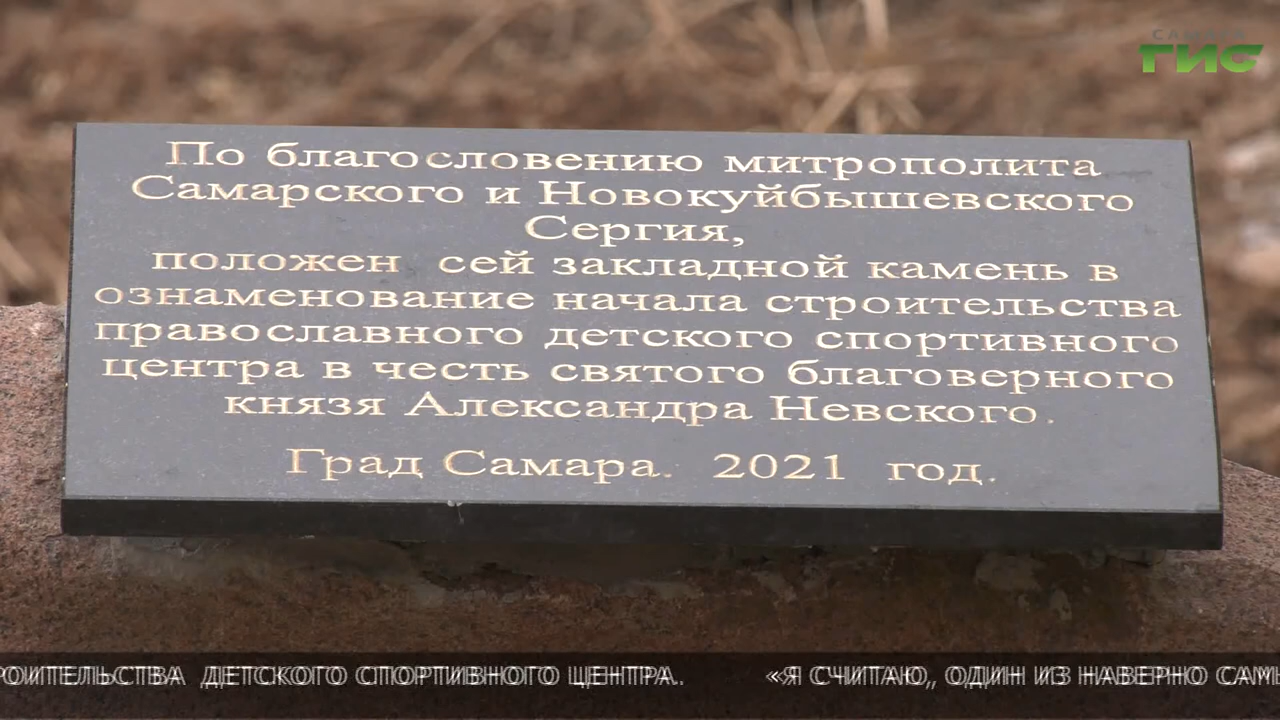 САМАРА
ГИС
По благословению митрополита
Самарского и Новокуйбышевского
Сергия,
положен сей закладной камень в
ознаменование начала строительства
православного детского спортивного
центра в честь святого благоверного
князя Александра Невского.
Град Самара. 2021 год.
РОИТЕЛЬСТВА ДЕТСКОГО СПОРТИВНОГО ЦЕНТРА. «Я СЧИТАЮ, ОДИН ИЗ НАВЕРНО САМЫ